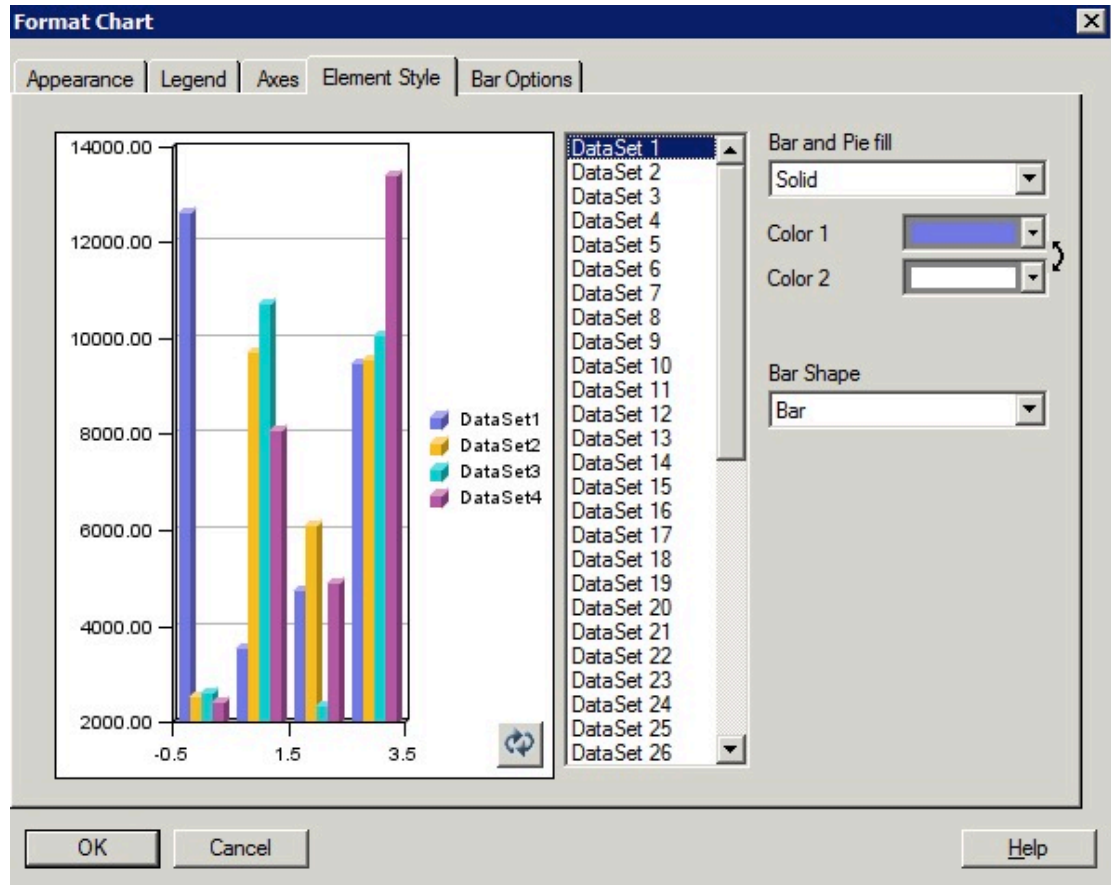 Format Chart
Appearance Legend Axes Element Style Bar Options
14000.00
12000.00
10000.00
8000.00
6000.00
4000.00
2000.00
-0.5 1.5 3.5
DataSet1
DataSet2
DataSet3
DataSet4
DataSet 1
DataSet 2
DataSet 3
DataSet 4
DataSet 5
DataSet 6
DataSet 7
DataSet 8
DataSet 9
DataSet 10
DataSet 11
DataSet 12
DataSet 13
DataSet 14
DataSet 15
DataSet 16
DataSet 17
DataSet 18
DataSet 19
DataSet 20
DataSet 21
DataSet 22
DataSet 23
DataSet 24
DataSet 25
DataSet 26
Bar and Pie fill
Solid
Color 1
Color 2
Bar Shape
Bar
OK Cancel Help